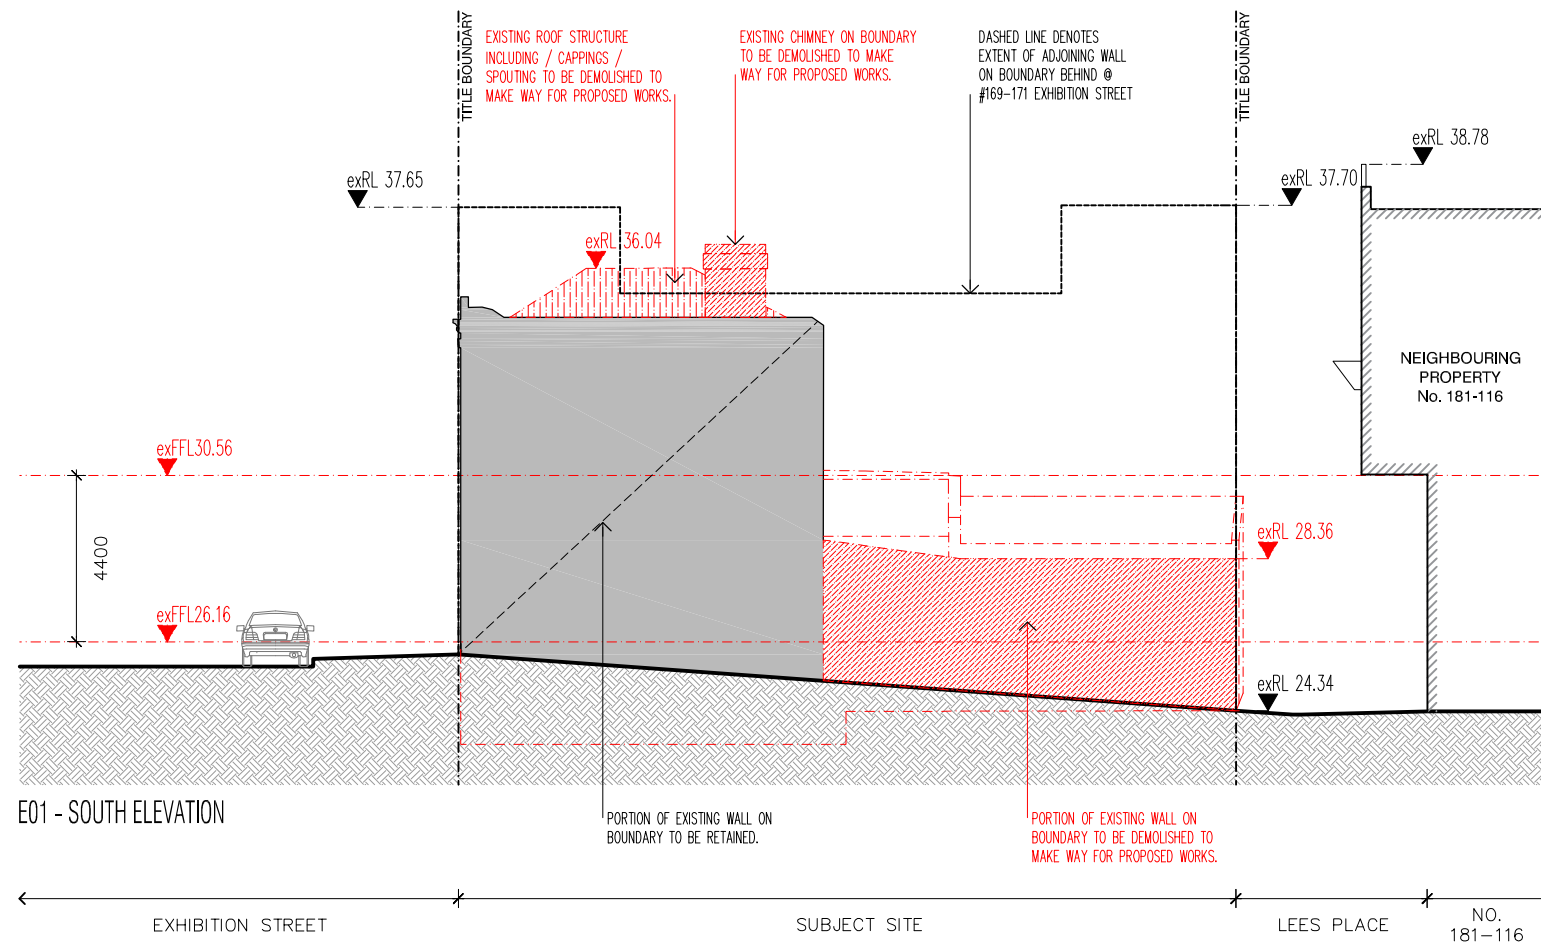 TITLE BOUNDARY
EXISTING ROOF STRUCTURE
INCLUDING / CAPPINGS /
SPOUTING TO BE DEMOLISHED TO
MAKE WAY FOR PROPOSED WORKS.
EXISTING CHIMNEY ON BOUNDARY
TO BE DEMOLISHED TO MAKE
WAY FOR PROPOSED WORKS.
DASHED LINE DENOTES
EXTENT OF ADJOINING WALL
ON BOUNDARY BEHIND @
#169-171 EXHIBITION STREET
TITLE BOUNDARY
exRL 38.78
exRL 37.65
exRL 37.70
exRL 36.04
NEIGHBOURING
PROPERTY
No. 181-116
exFFL30.56
exRL 28.36
4400
exFFL26.16
exRL 24.34
E01 - SOUTH ELEVATION
PORTION OF EXISTING WALL ON
BOUNDARY TO BE RETAINED.
PORTION OF EXISTING WALL ON
BOUNDARY TO BE DEMOLISHED TO
MAKE WAY FOR PROPOSED WORKS.
EXHIBITION STREET
SUBJECT SITE
LEES PLACE
NO.
181-116